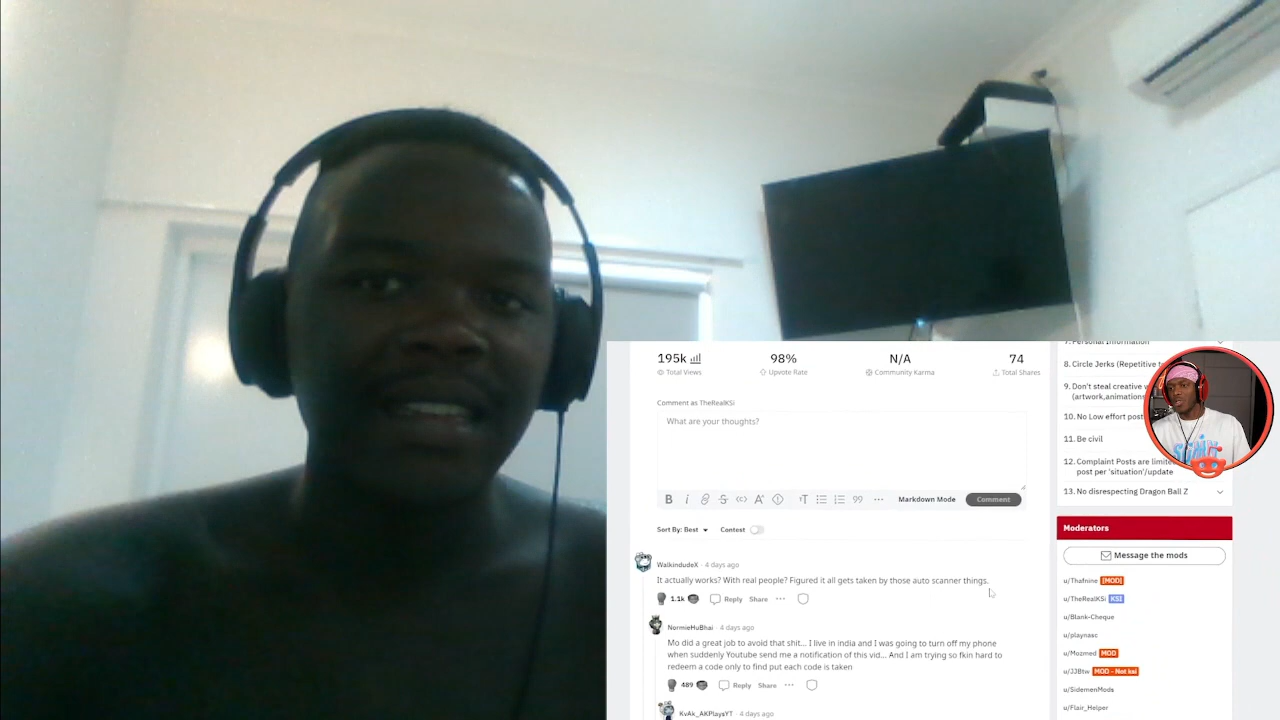 195k 98% N/A 74
Total Views Upvote Rate Community Karma Total Shares
Comment as TheRealKSi
What are your thoughts?
Markdown Mode Comment
Sort By: Best Contest
WalkindudeX · 4 days ago
It actually works? With real people? Figured it all gets taken by those auto scanner things.
1.1k Reply Share
NormieHuBhai · 4 days ago
Mo did a great job to avoid that shit... I live in india and I was going to turn off my phone
when suddenly Youtube send me a notification of this vid... And I am trying so fkin hard to
redeem a code only to find put each code is taken
489 Reply Share
KvAk_AKPlaysYT · 4 days ago
7. Personal Information
8. Circle Jerks (Repetitive
9. Don't steal creative
(artwork,animations
10. No Low effort post
11. Be civil
12. Complaint Posts are limited
post per 'situation'/update
13. No disrespecting Dragon Ball Z
Moderators
Message the mods
u/Thafnine [MOD]
u/TheRealKSi KSI
u/Blank-Cheque
u/playnasc
u/Mozmed MOD
u/JJBtw MOD - Not ksi
u/SidemenMods
u/Flair_Helper